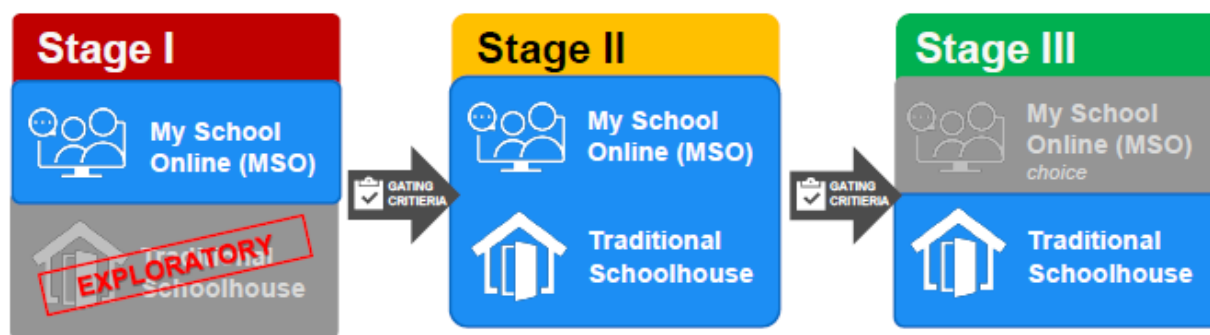 Stage I
My School
Online (MSO)
Traditional
Schoolhouse
EXPLORATORY
GATING
CRITIERIA
Stage II
My School
Online (MSO)
Traditional
Schoolhouse
GATING
CRITIERIA
Stage III
My School
Online (MSO)
choice
Traditional
Schoolhouse